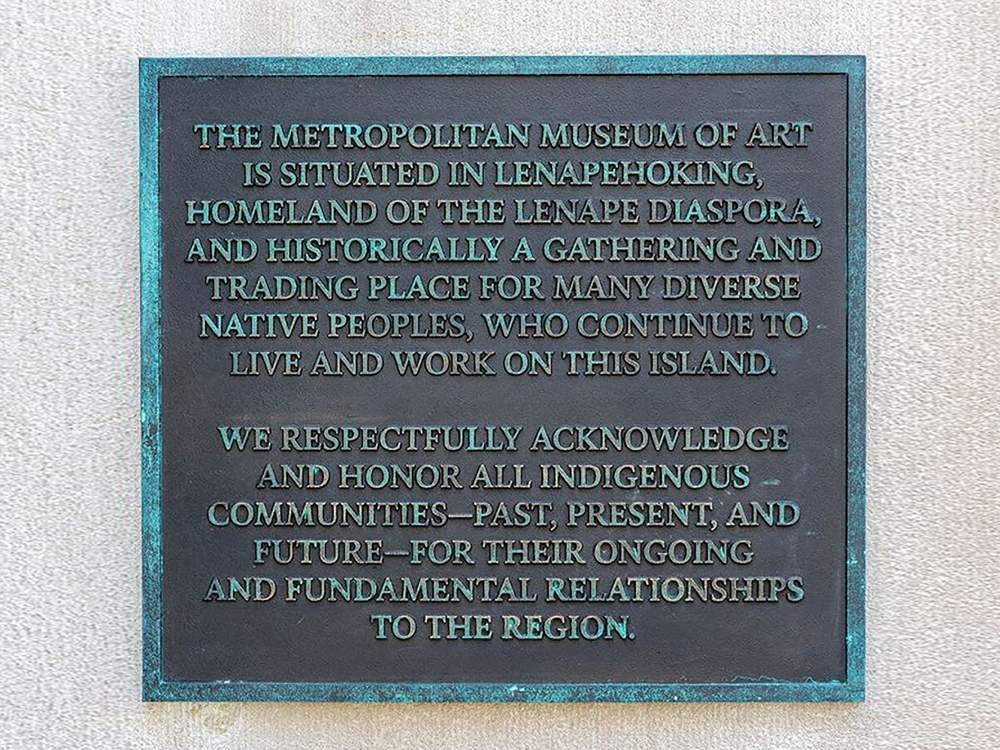 THE METROPOLITAN MUSEUM OF ART
IS SITUATED IN LENAPEHOKING,
HOMELAND OF THE LENAPE DIASPORA,
AND HISTORICALLY A GATHERING AND
TRADING PLACE FOR MANY DIVERSE
NATIVE PEOPLES, WHO CONTINUE TO
LIVE AND WORK ON THIS ISLAND.
WE RESPECTFULLY ACKNOWLEDGE
AND HONOR ALL INDIGENOUS
COMMUNITIES—PAST, PRESENT, AND
FUTURE—FOR THEIR ONGOING
AND FUNDAMENTAL RELATIONSHIPS
TO THE REGION.